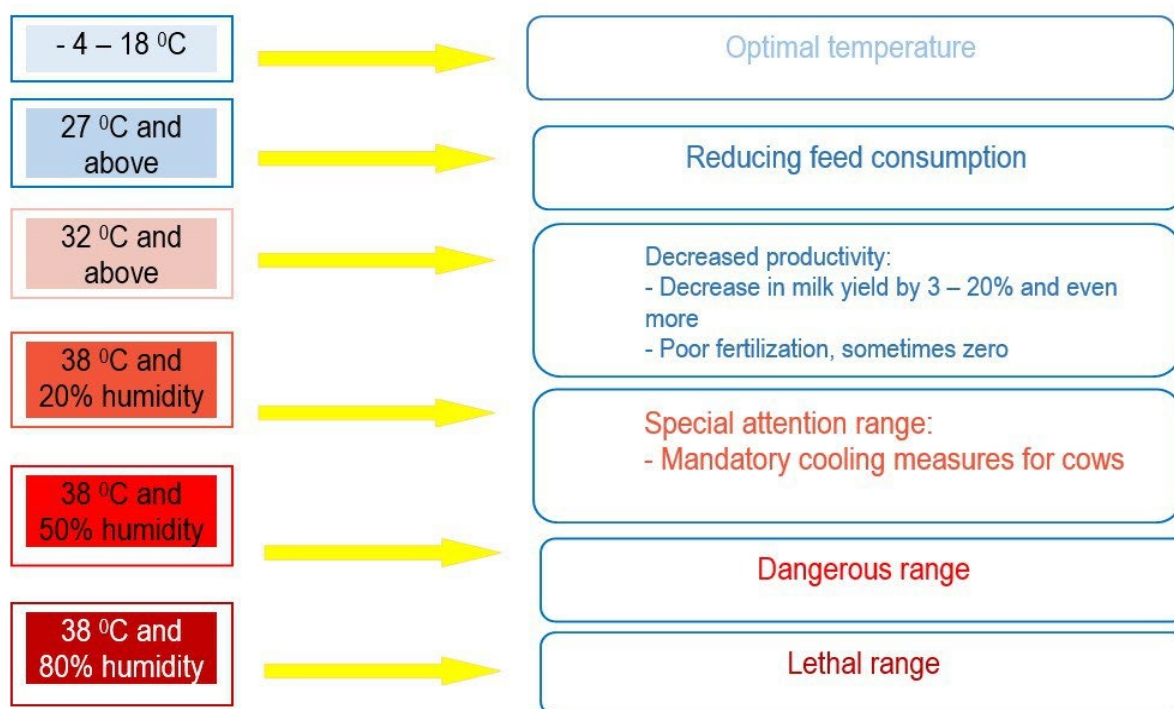 - 4 – 18 ⁰C
Optimal temperature
27 ⁰C and
above
Reducing feed consumption
32 ⁰C and
above
Decreased productivity:
- Decrease in milk yield by 3 – 20% and even
more
- Poor fertilization, sometimes zero
38 ⁰C and
20% humidity
Special attention range:
- Mandatory cooling measures for cows
38 ⁰C and
50% humidity
Dangerous range
38 ⁰C and
80% humidity
Lethal range